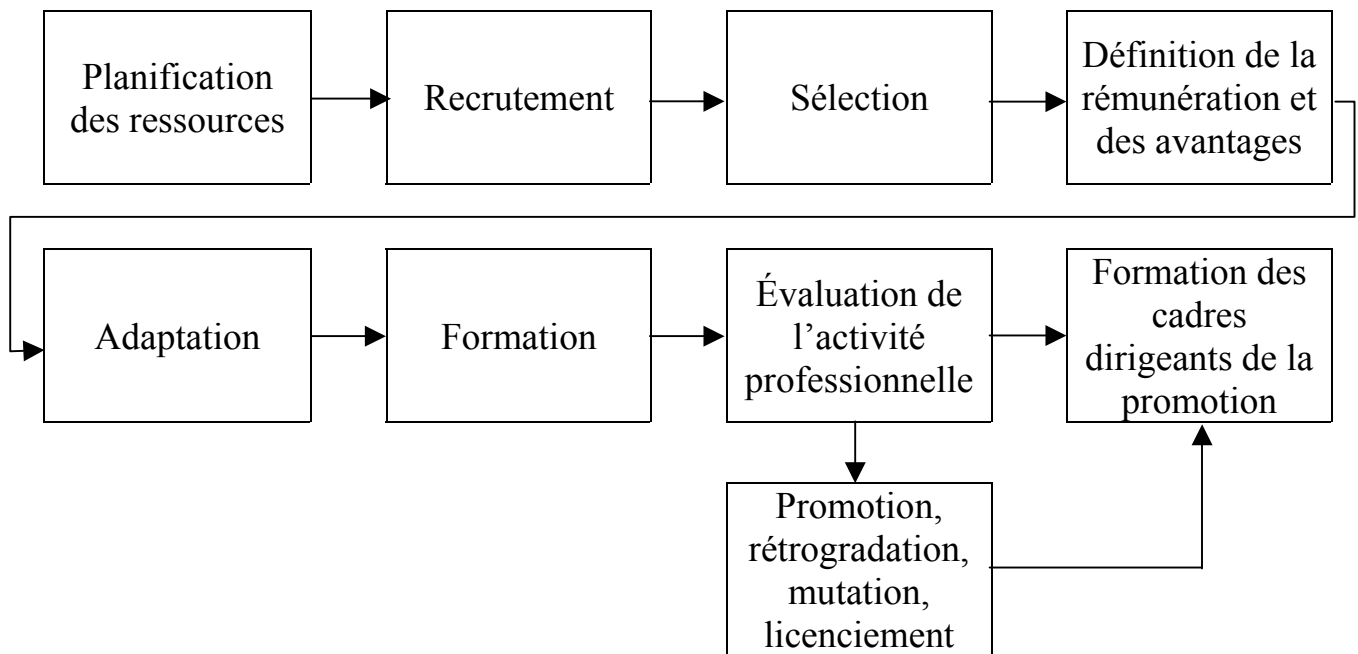 Planification
des ressources
Recrutement
Sélection
Définition de la
rémunération et
des avantages
Adaptation
Formation
Évaluation de
l’activité
professionnelle
Formation des
cadres
dirigeants de la
promotion
Promotion,
rétrogradation,
mutation,
licenciement